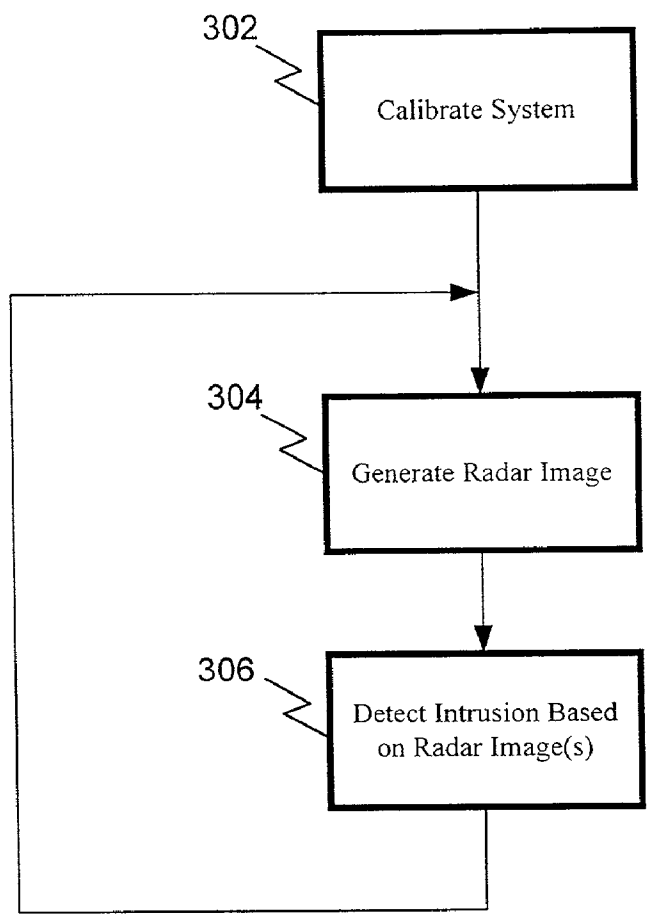 302
Calibrate System
304
Generate Radar Image
306
Detect Intrusion Based
on Radar Image(s)